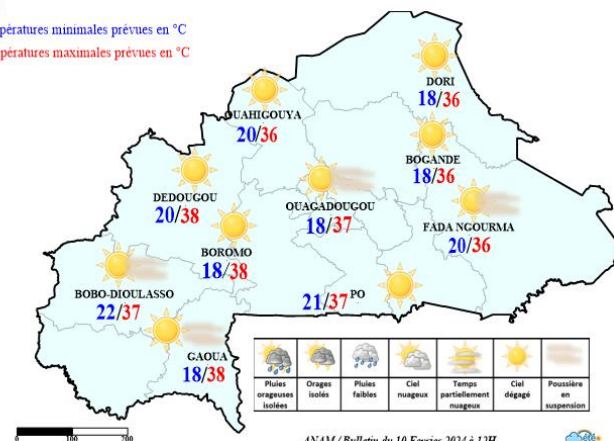 pératures minimales prévues en °C
pératures maximales prévues en °C
DORI
18/36
OUAHIGOUYA
20/36
BOGANDE
18/36
DEDOUGOU
20/38
OUAGADOUGOU
18/37
FADA NGOURMA
20/36
BOROMO
18/38
BOBO-DIOULASSO
22/37
21/37 PO
GAOUA
18/38
Pluies orageuses isolées
Orages isolés
Pluies faibles
Ciel nuageux
Temps partiellement nuageux
Ciel dégagé
Poussière en suspension
0 100 200
ANAM / Bulletin du 10 Fevrier 2024 à 12H